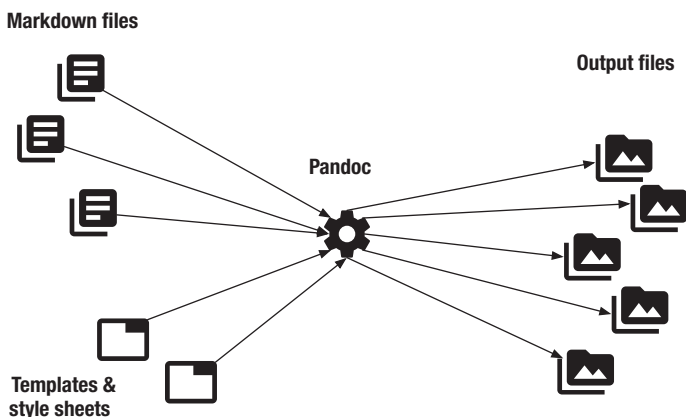 Markdown files
Output files
Pandoc
Templates &
style sheets